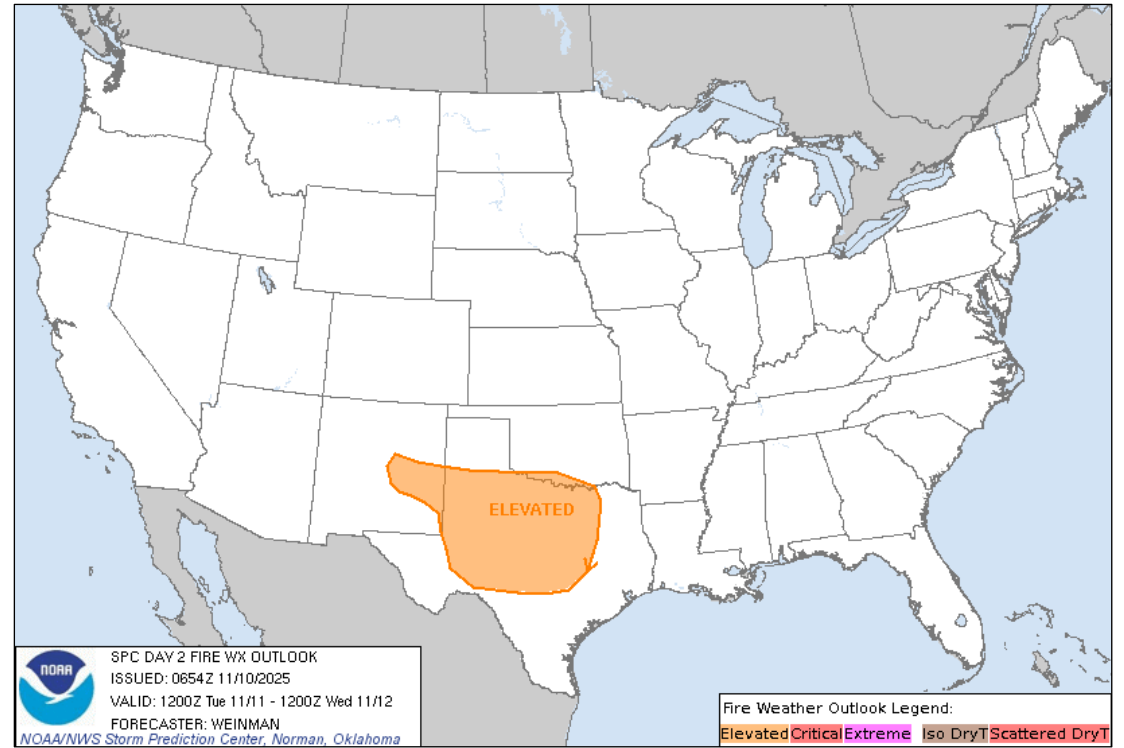 ELEVATED
NOAA
SPC DAY 2 FIRE WX OUTLOOK
ISSUED: 0654Z 11/10/2025
VALID: 1200Z Tue 11/11 - 1200Z Wed 11/12
FORECASTER: WEINMAN
NOAA/NWS Storm Prediction Center, Norman, Oklahoma
Fire Weather Outlook Legend:
Elevated Critical Extreme Iso DryT Scattered DryT